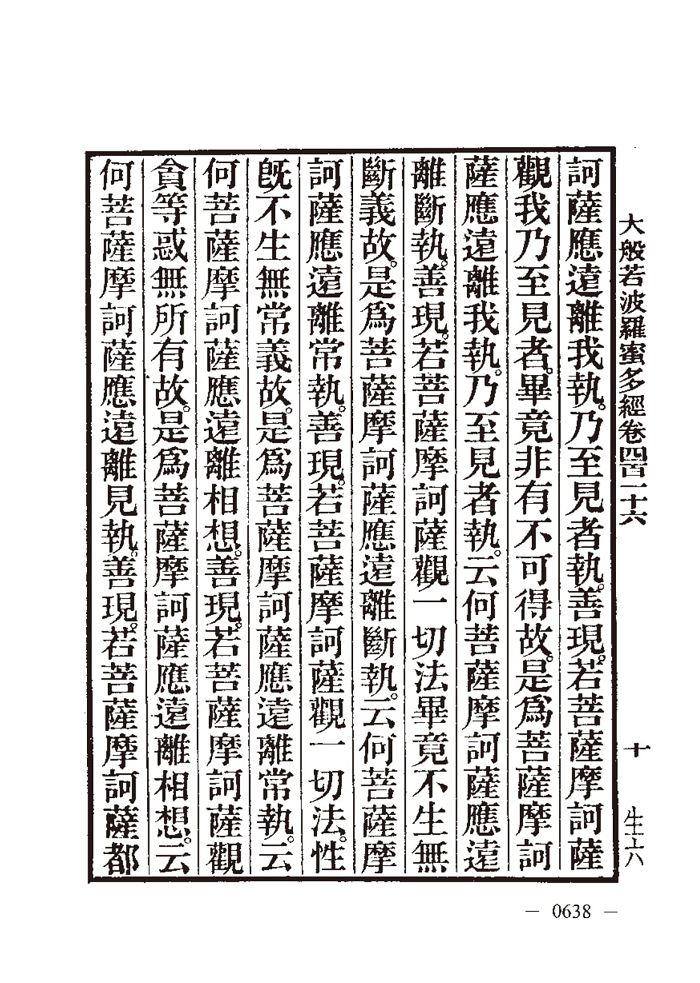 大般若波羅蜜多經卷四百一十六
十
生六
訶薩應遠離我執。乃至見者執。善現。若菩薩摩訶薩
觀我乃至見者。畢竟非有不可得故。是爲菩薩摩訶
薩應遠離我執。乃至見者執。云何菩薩摩訶薩應遠
離斷執。善現。若菩薩摩訶薩觀一切法畢竟不生無
斷義故。是爲菩薩摩訶薩應遠離斷執。云何菩薩摩
訶薩應遠離常執。善現。若菩薩摩訶薩觀一切法。性
旣不生無常義故。是爲菩薩摩訶薩應遠離常執。云
何菩薩摩訶薩應遠離相想。善現。若菩薩摩訶薩觀
貪等惑無所有故。是爲菩薩摩訶薩應遠離相想。云
何菩薩摩訶薩應遠離見執。善現。若菩薩摩訶薩都
— 0638 —